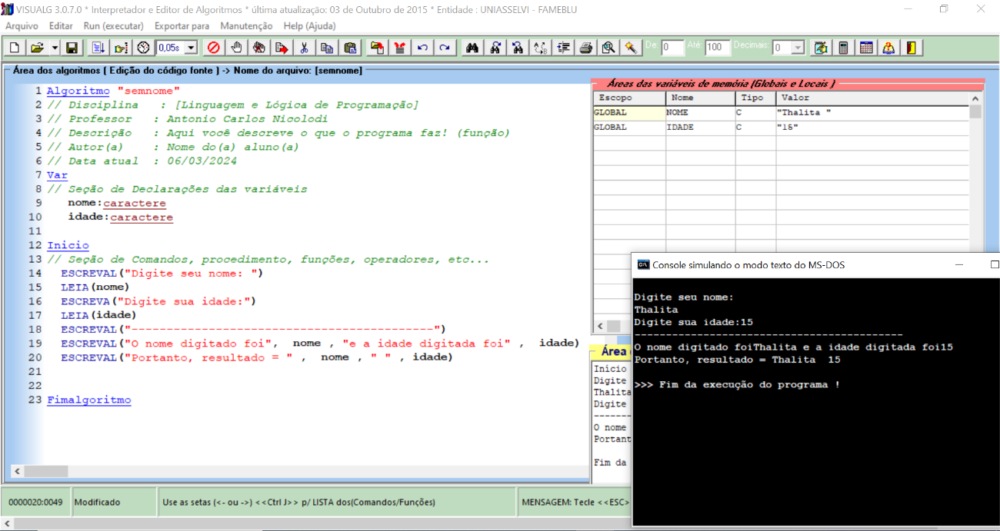 VISUALG 3.0.7.0 * Interpretador e Editor de Algoritmos * última atualização: 03 de Outubro de 2015 * Entidade : UNIASSELVI - FAMEBLU
Arquivo Editar Run (executar) Exportar para Manutenção Help (Ajuda)
0,05s De: 0 Até: 100 Decimais: 0
Área dos algoritmos ( Edição do código fonte ) -> Nome do arquivo: [semnome]
1 Algoritmo "semnome"
2 // Disciplina : [Linguagem e Lógica de Programação]
3 // Professor : Antonio Carlos Nicolodi
4 // Descrição : Aqui você descreve o que o programa faz! (função)
5 // Autor(a) : Nome do(a) aluno(a)
6 // Data atual : 06/03/2024
7 Var
8 // Seção de Declarações das variáveis
9 nome:caractere
10 idade:caractere
11
12 Inicio
13 // Seção de Comandos, procedimento, funções, operadores, etc...
14 ESCREVAL("Digite seu nome: ")
15 LEIA(nome)
16 ESCREVA("Digite sua idade:")
17 LEIA(idade)
18 ESCREVAL("-------------------------------------------")
19 ESCREVAL("O nome digitado foi", nome , "e a idade digitada foi" , idade)
20 ESCREVAL("Portanto, resultado = " , nome , " " , idade)
21
22
23 Fimalgoritmo
Áreas das variáveis de memória (Globais e Locais )
Escopo Nome Tipo Valor
GLOBAL NOME C "Thalita "
GLOBAL IDADE C "15"
Área
Início
Digite
Thalita
Digite
-------
O nome
Portant
Fim da
Console simulando o modo texto do MS-DOS
Digite seu nome:
Thalita
Digite sua idade:15
-------------------------------------------
O nome digitado foiThalita e a idade digitada foi15
Portanto, resultado = Thalita  15
>>> Fim da execução do programa !
0000020:0049 Modificado Use as setas (<- ou ->) <<Ctrl J>> p/ LISTA dos(Comandos/Funções) MENSAGEM: Tecle <<ESC>